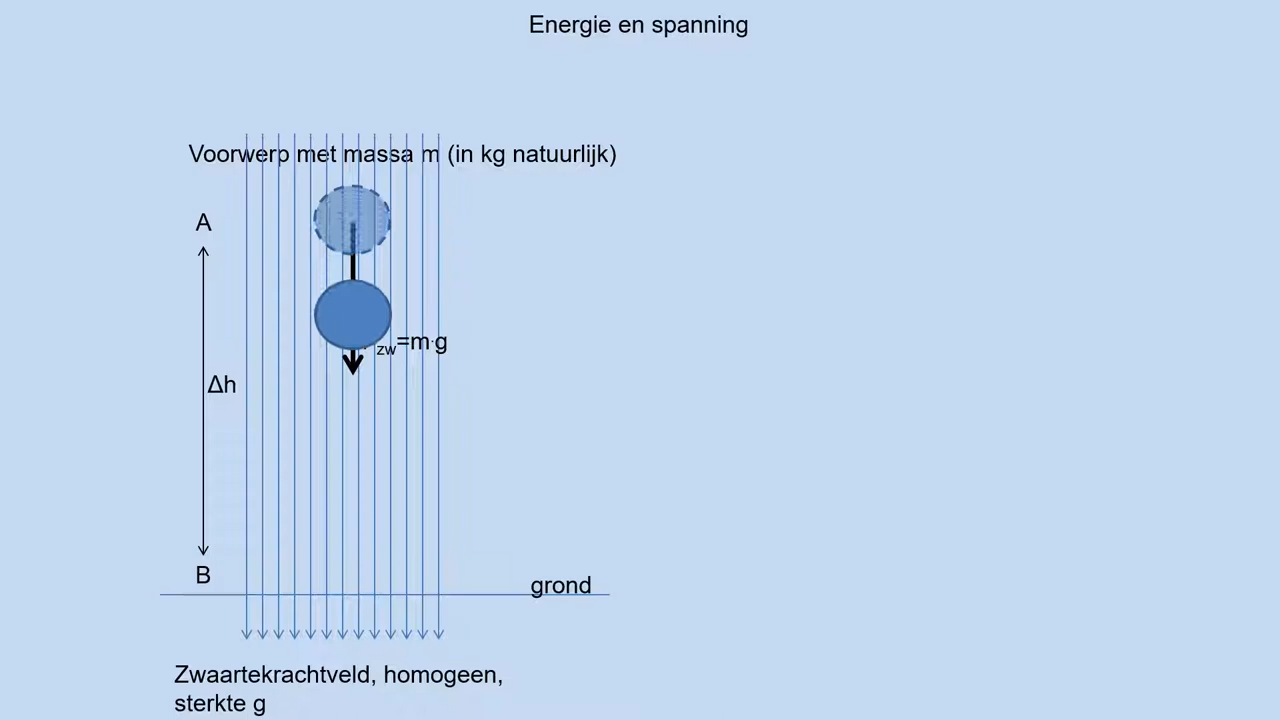 Energie en spanning
Voorwerp met massa m (in kg natuurlijk)
A
zw=m·g
Δh
B
grond
Zwaartekrachtveld, homogeen,
sterkte g